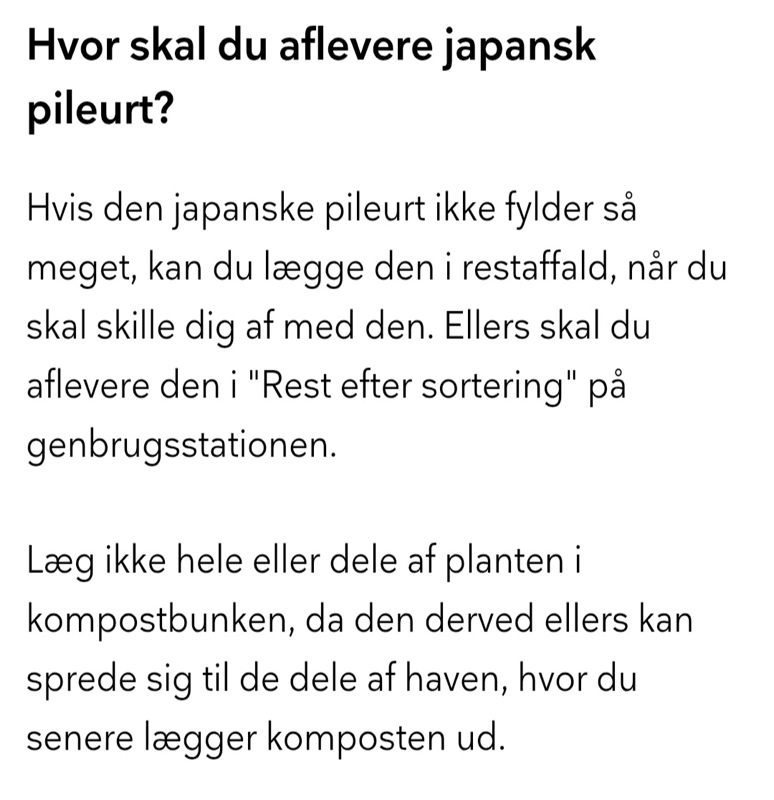 Hvor skal du aflevere japansk
pileurt?
Hvis den japanske pileurt ikke fylder så
meget, kan du lægge den i restaffald, når du
skal skille dig af med den. Ellers skal du
aflevere den i "Rest efter sortering" på
genbrugsstationen.
Læg ikke hele eller dele af planten i
kompostbunken, da den derved ellers kan
sprede sig til de dele af haven, hvor du
senere lægger komposten ud.